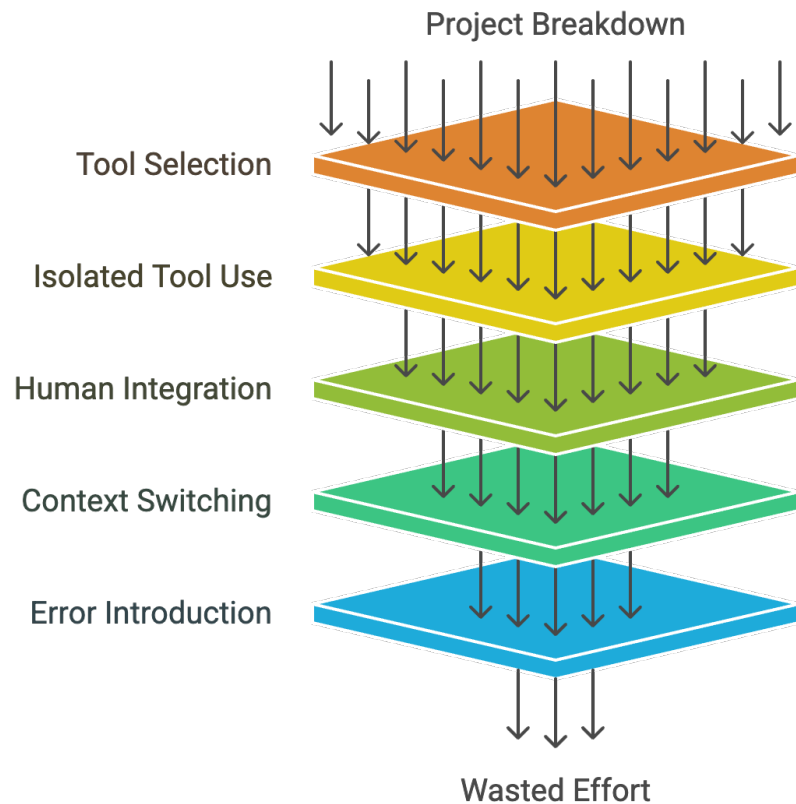 Project Breakdown
Tool Selection
Isolated Tool Use
Human Integration
Context Switching
Error Introduction
Wasted Effort